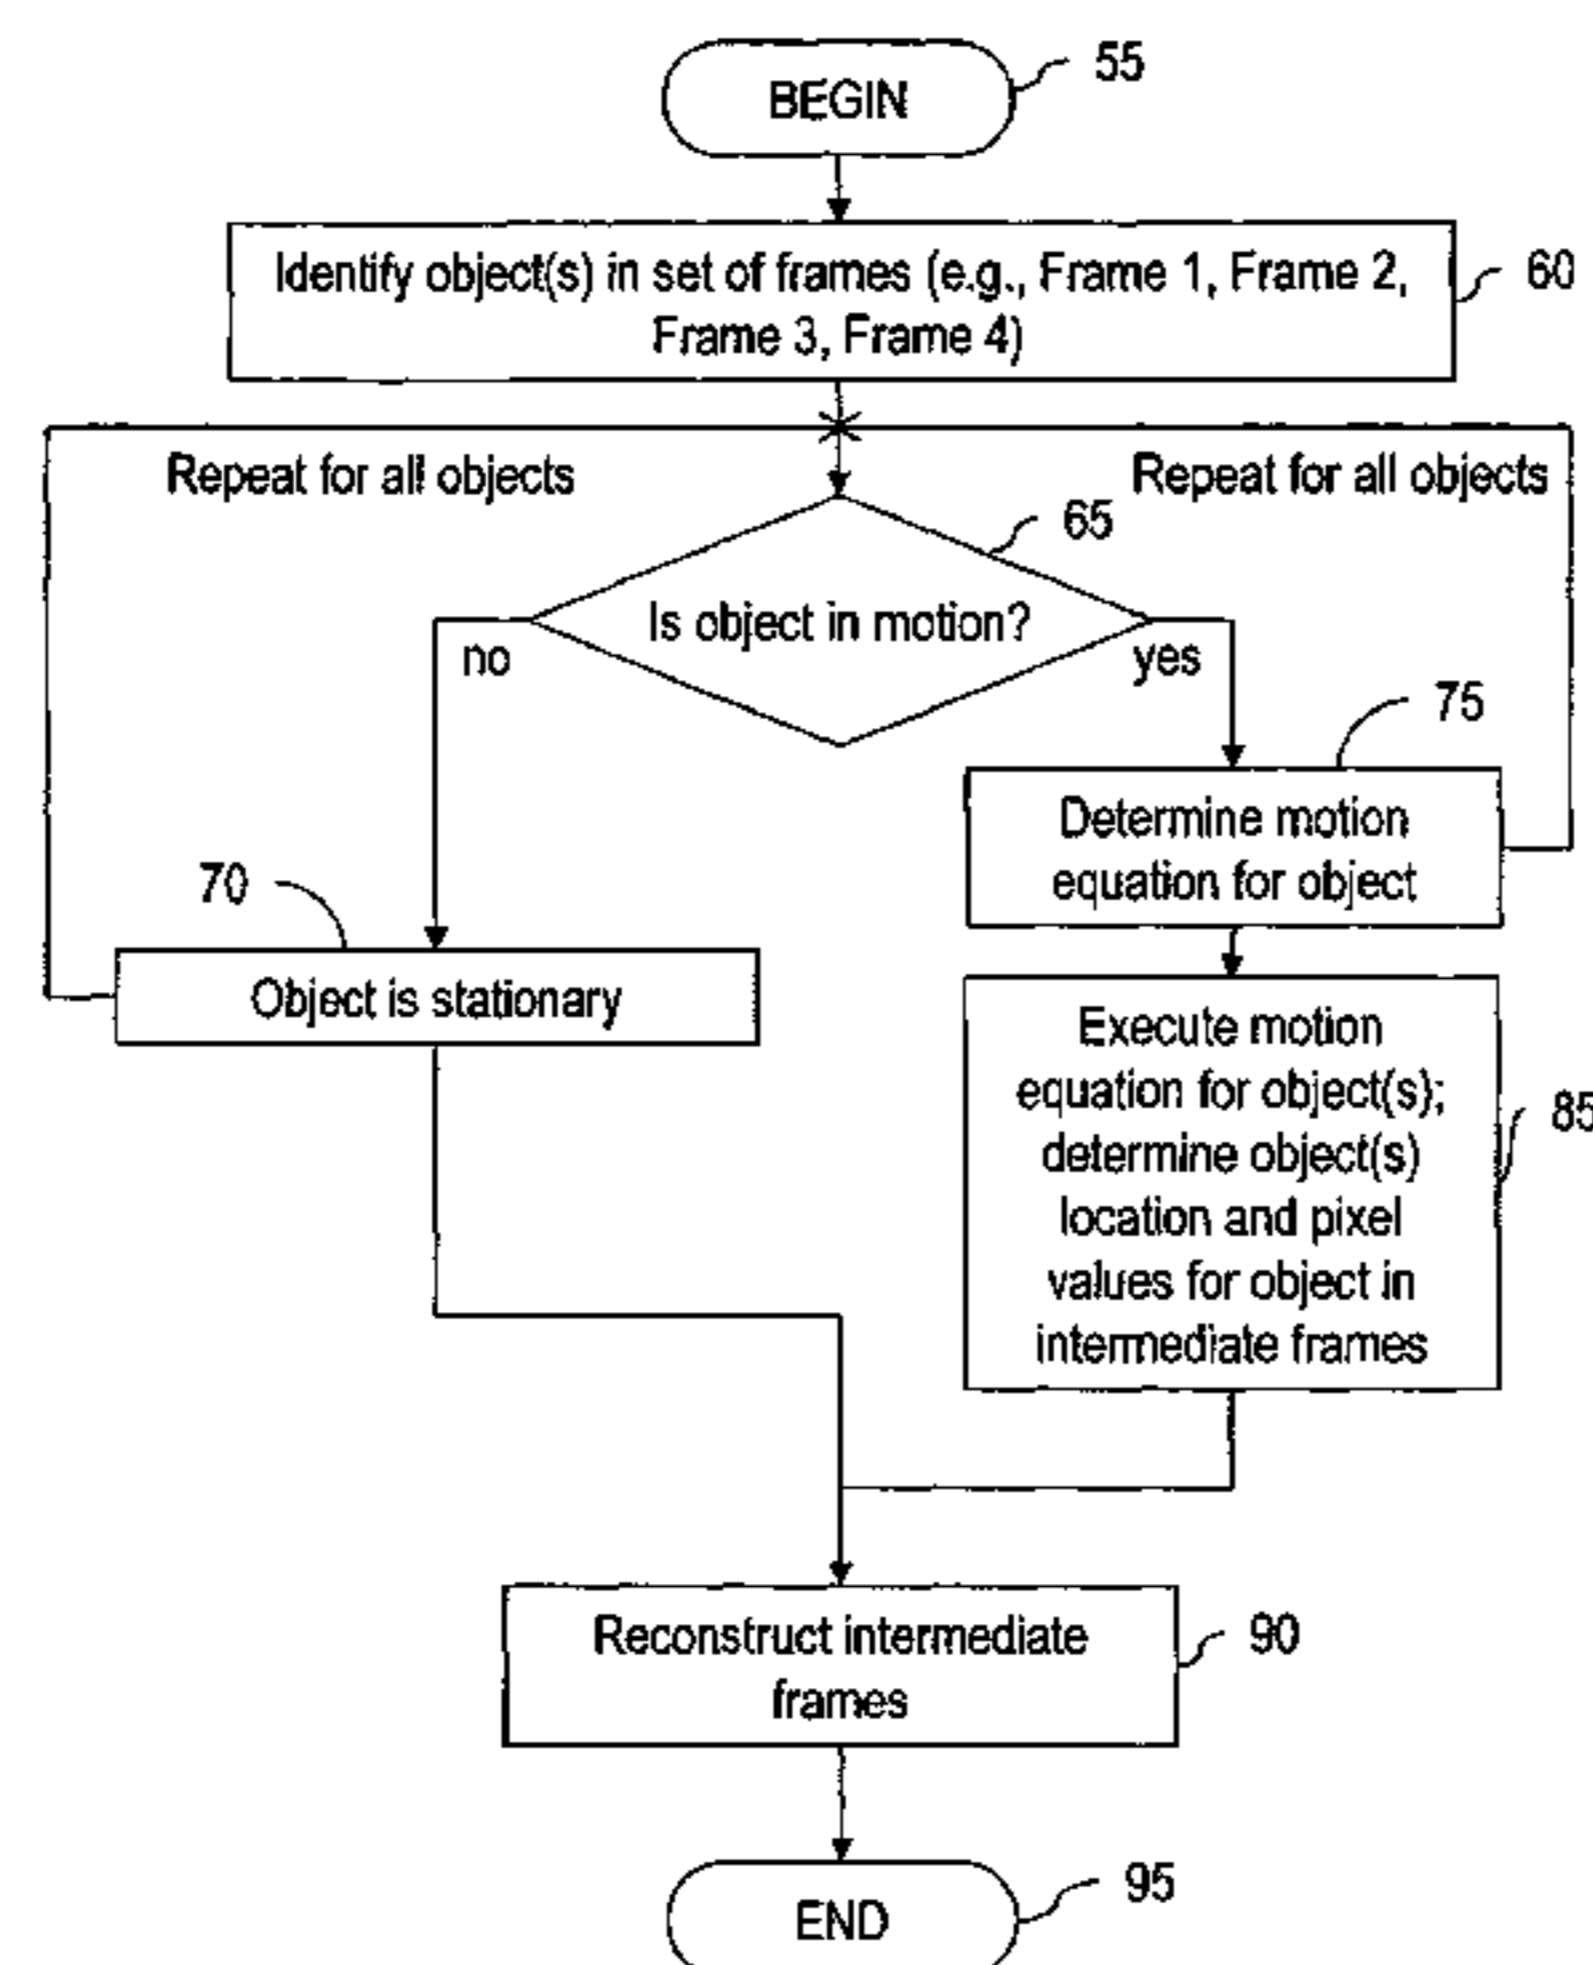 BEGIN
55
Identify object(s) in set of frames (e.g., Frame 1, Frame 2,
Frame 3, Frame 4)
60
Repeat for all objects
Repeat for all objects
65
Is object in motion?
no
yes
75
Determine motion
equation for object
70
Object is stationary
Execute motion
equation for object(s);
determine object(s)
location and pixel
values for object in
intermediate frames
85
Reconstruct intermediate
frames
90
END
95